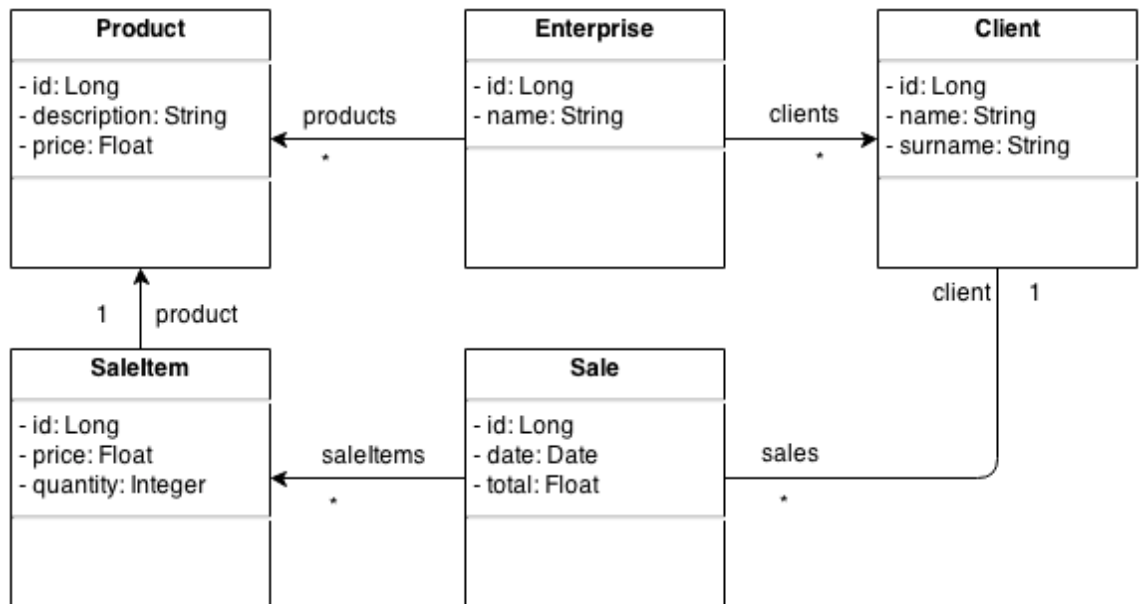 Product
- id: Long
- description: String
- price: Float
products
*
Enterprise
- id: Long
- name: String
clients
*
Client
- id: Long
- name: String
- surname: String
1
product
client
1
SaleItem
- id: Long
- price: Float
- quantity: Integer
saleItems
*
Sale
- id: Long
- date: Date
- total: Float
sales
*